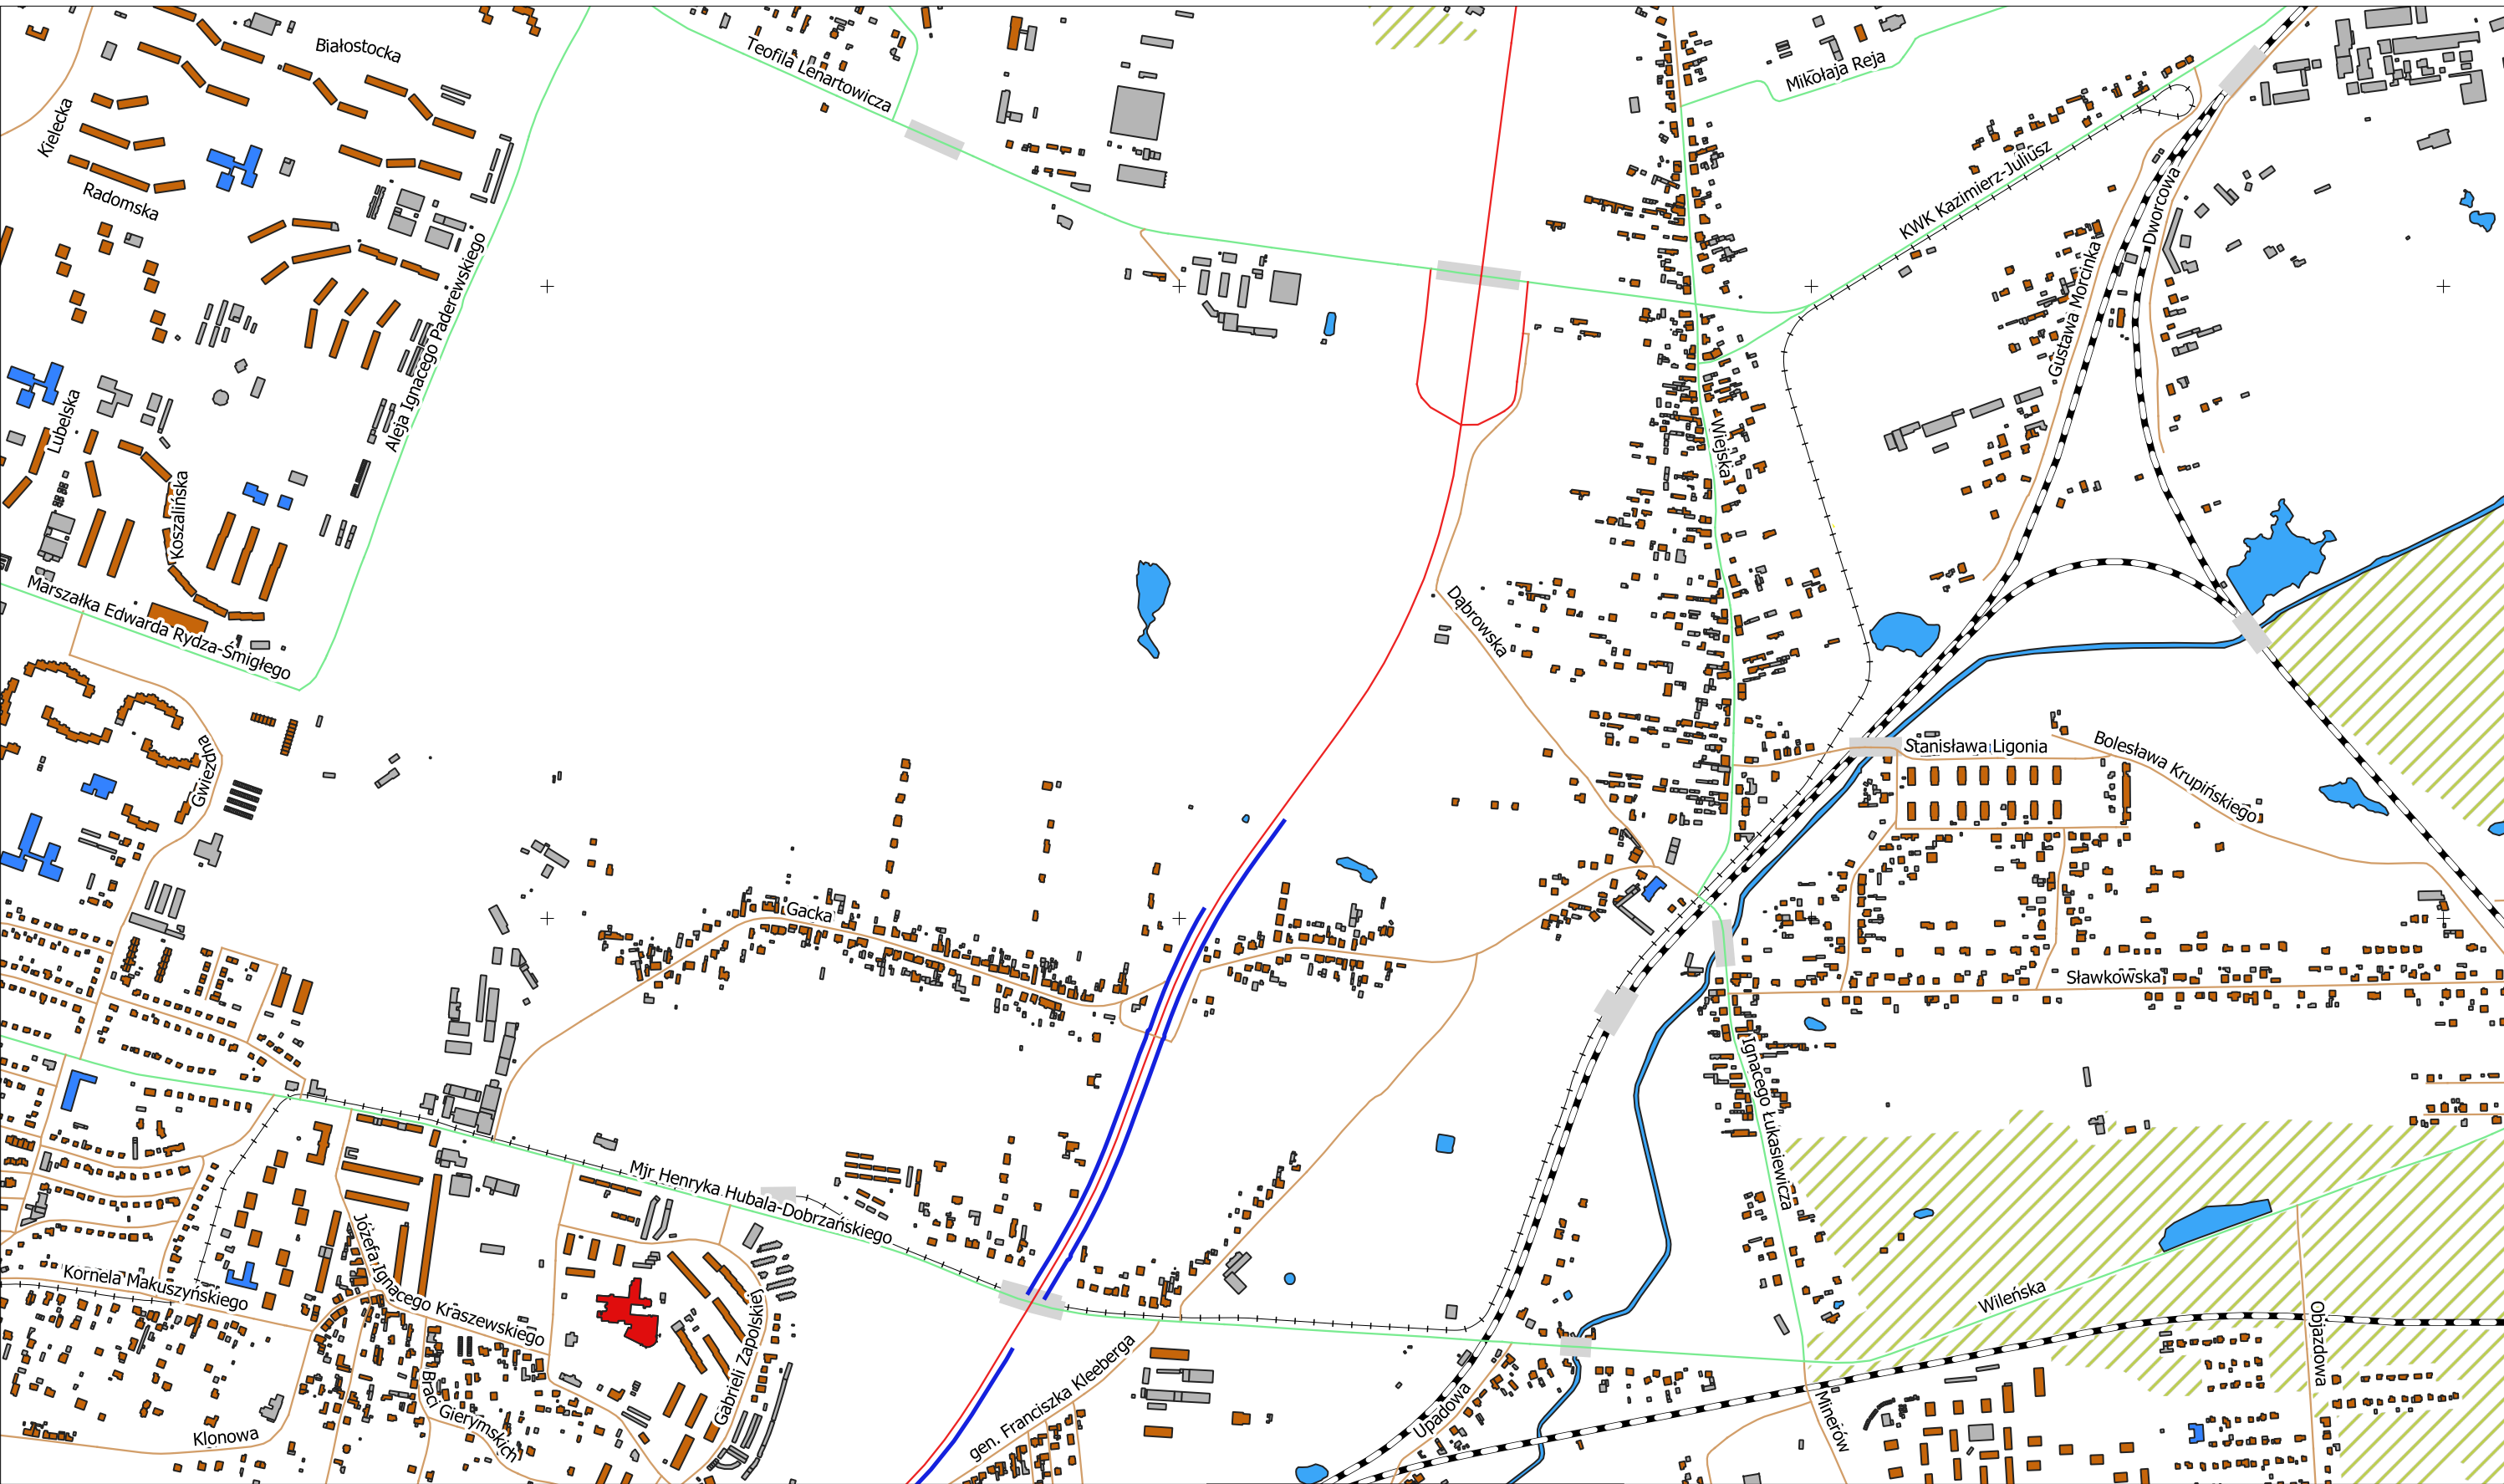 Białostocka
Teofila Lenartowicza
Mikołaja Reja
Kielecka
Radomska
KWK Kazimierz-Juliusz
Dworcowa
Gustawa Morcinka
Aleja Ignacego Paderewskiego
Lubelska
Wiejska
Koszalińska
Marszałka Edwarda Rydza-Śmigłego
Dąbrowska
Gwiezdna
Stanisława Ligonia
Bolesława Krupińskiego
Gacka
Sławkowska
Ignacego Łukasiewicza
Mjr Henryka Hubala-Dobrzańskiego
Józefa Ignacego Kraszewskiego
Kornela Makuszyńskiego
Wileńska
Objazdowa
Gabrieli Zapolskiej
gen. Franciszka Kleeberga
Upadowa
Minerów
Braci Gierymskich
Klonowa